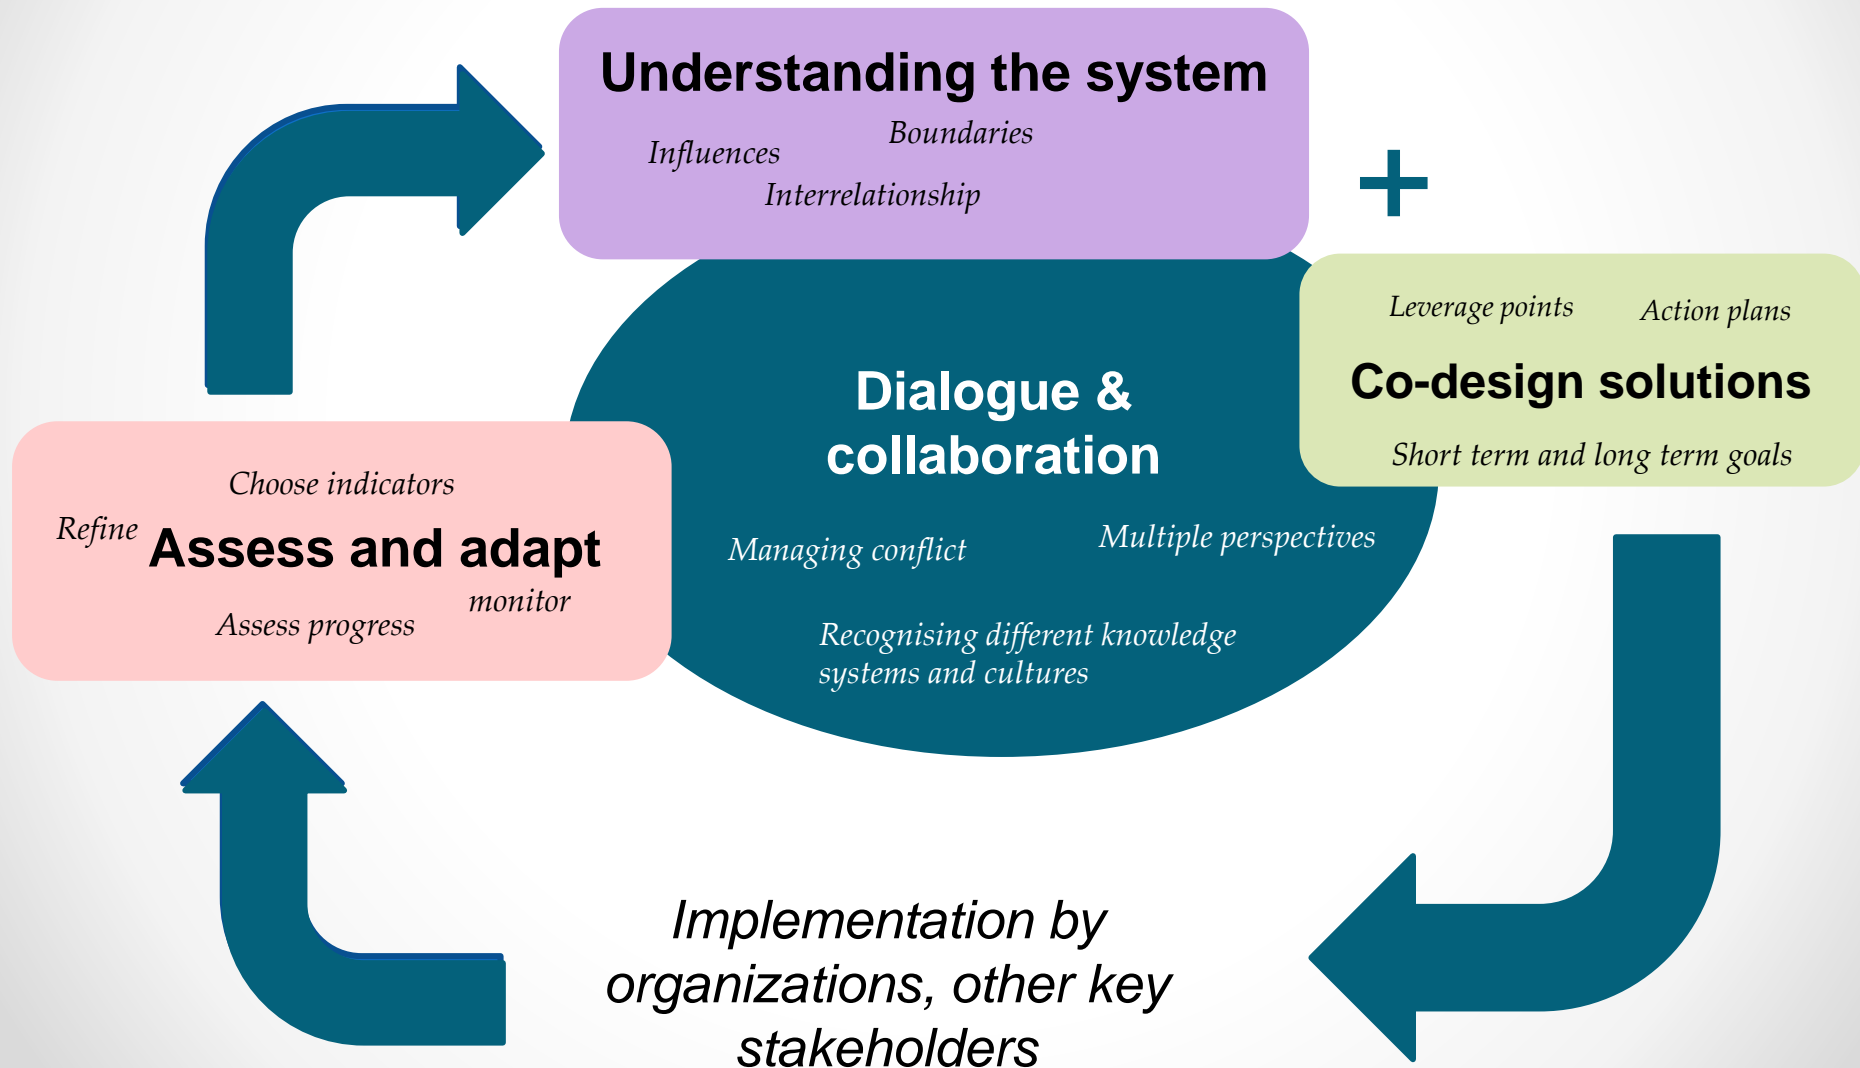 Understanding the system
Boundaries
Influences
Interrelationship
+
Leverage points
Action plans
Co-design solutions
Short term and long term goals
Dialogue &
collaboration
Managing conflict
Multiple perspectives
Recognising different knowledge
systems and cultures
Choose indicators
Refine
Assess and adapt
monitor
Assess progress
Implementation by
organizations, other key
stakeholders